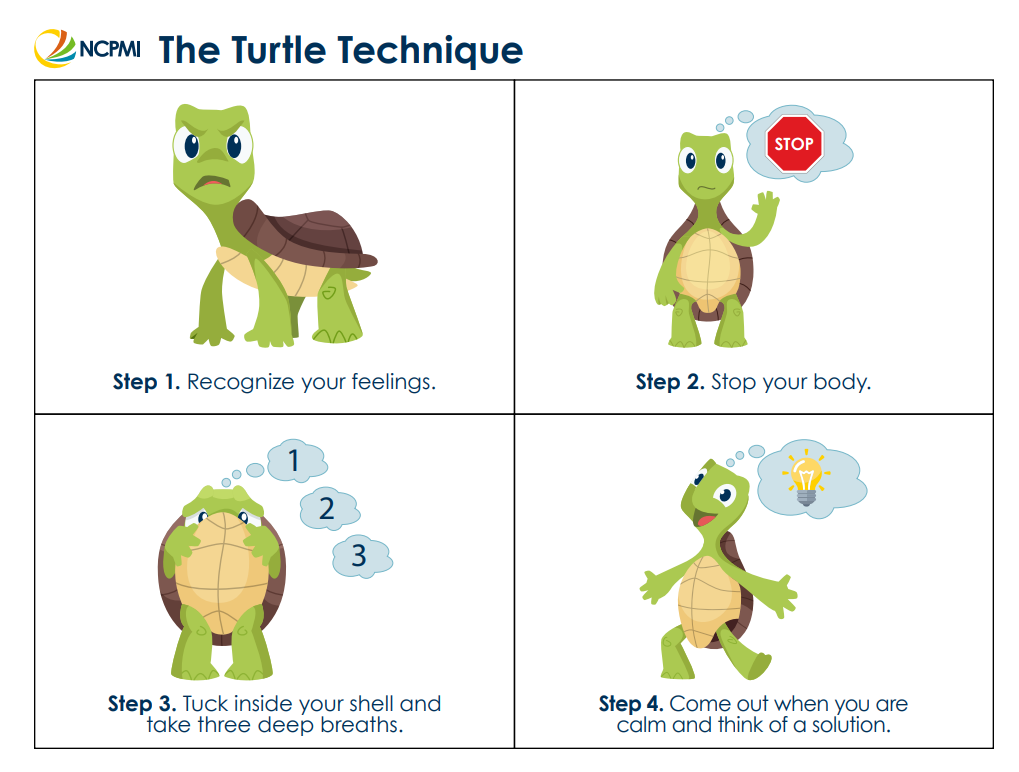 NCPMI
The Turtle Technique
STOP
Step 1. Recognize your feelings.
Step 2. Stop your body.
1
2
3
Step 3. Tuck inside your shell and
take three deep breaths.
Step 4. Come out when you are
calm and think of a solution.